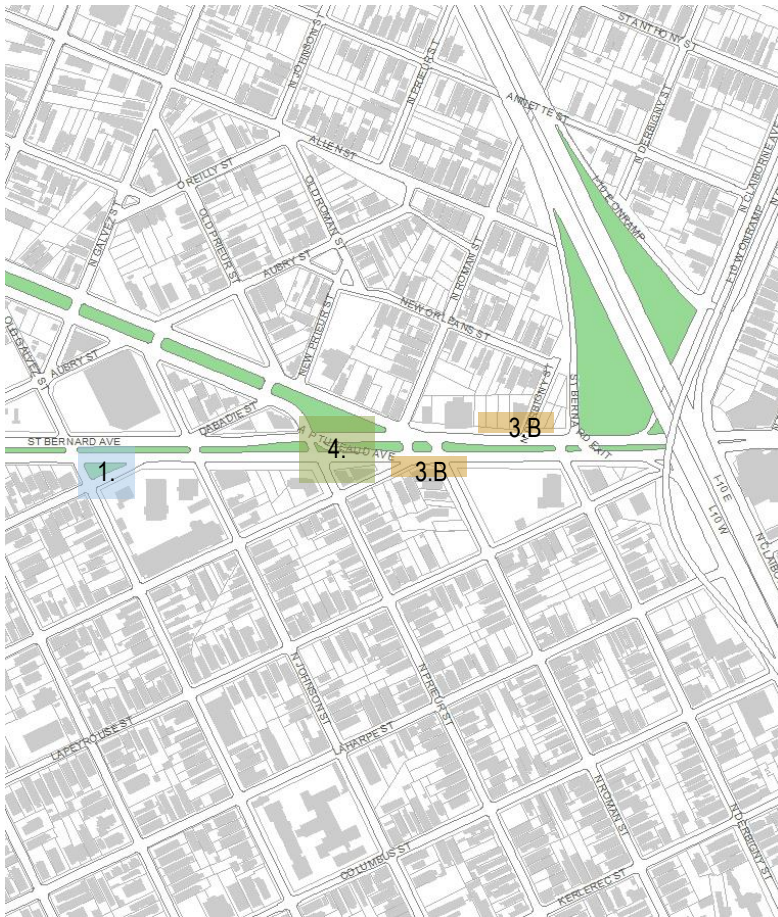 ST ANTHONY ST
N JOHNSON ST
N PRIEUR ST
ANNETTE ST
N DERBIGNY ST
N CLAIBORNE AVE
ALLEN ST
O'REILLY ST
OLD ROMAN ST
I-10 E ONRAMP
I-10 W ONRAMP
N GALVEZ ST
OLD PRIEUR ST
AUBRY ST
N ROMAN ST
NEW ORLEANS ST
NEW PRIEUR ST
OLD GALVEZ ST
AUBRY ST
DABADIE ST
ST BERNARD EXIT
3.B
ST BERNARD AVE
A P TUREAUD AVE
4.
1.
3.B
I-10 E
I-10 W
LAPEYROUSE ST
N JOHNSON ST
N PRIEUR ST
LAHARPE ST
COLUMBUS ST
N ROMAN ST
N DERBIGNY ST
KERLEREC ST